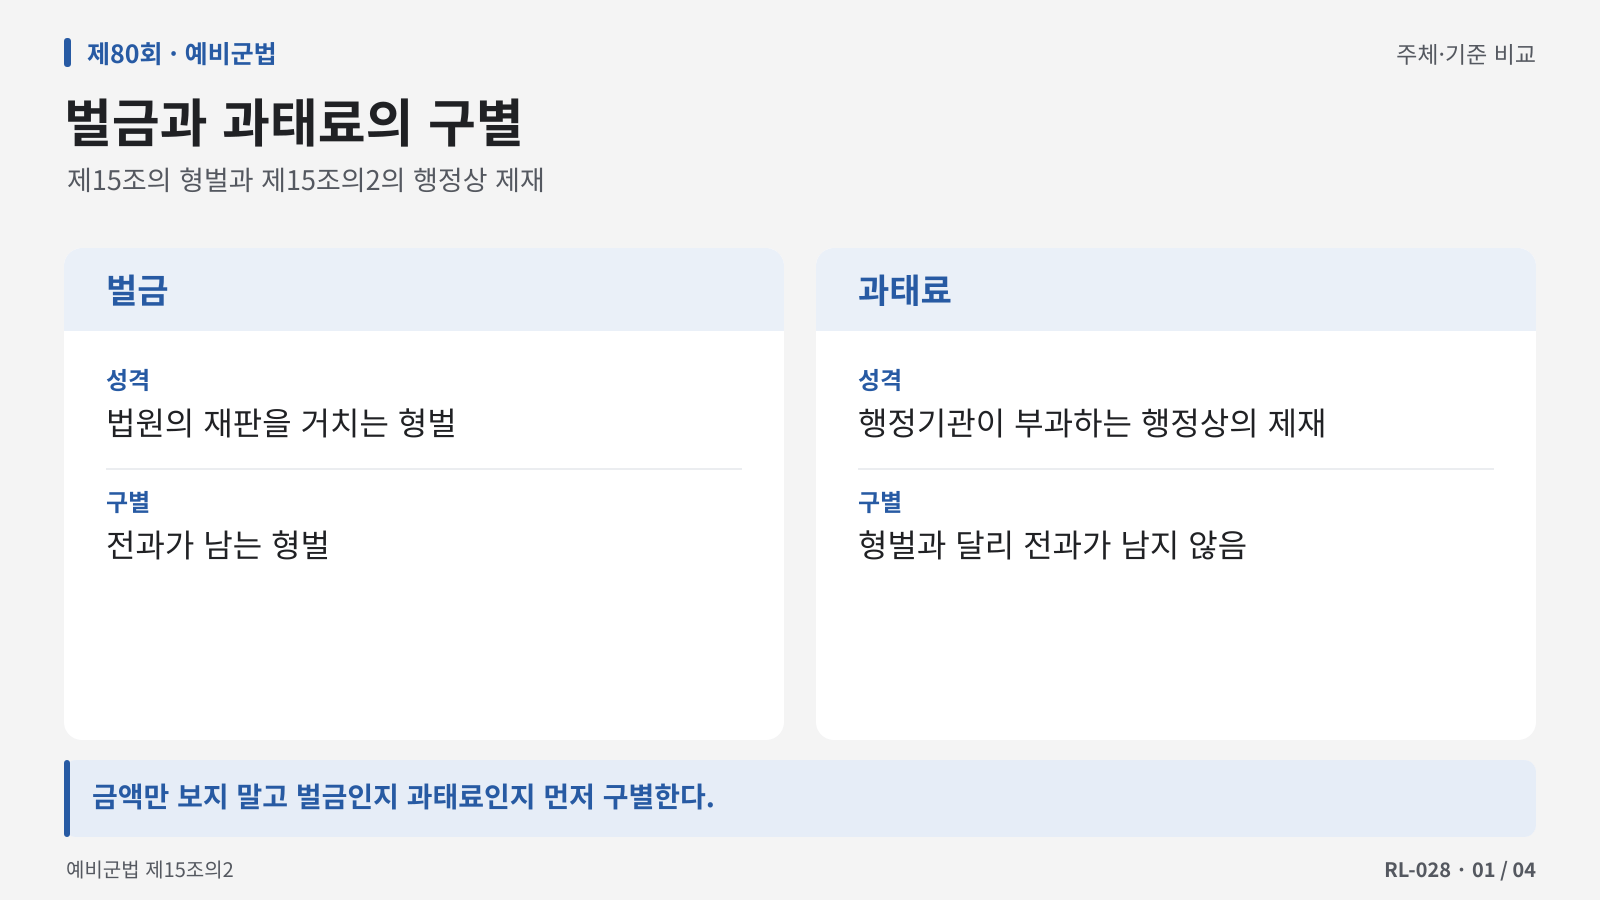 제80회 · 예비군법
주체·기준 비교
벌금과 과태료의 구별
제15조의 형벌과 제15조의2의 행정상 제재
벌금
성격
법원의 재판을 거치는 형벌
구별
전과가 남는 형벌
과태료
성격
행정기관이 부과하는 행정상의 제재
구별
형벌과 달리 전과가 남지 않음
금액만 보지 말고 벌금인지 과태료인지 먼저 구별한다.
예비군법 제15조의2
RL-028 · 01 / 04